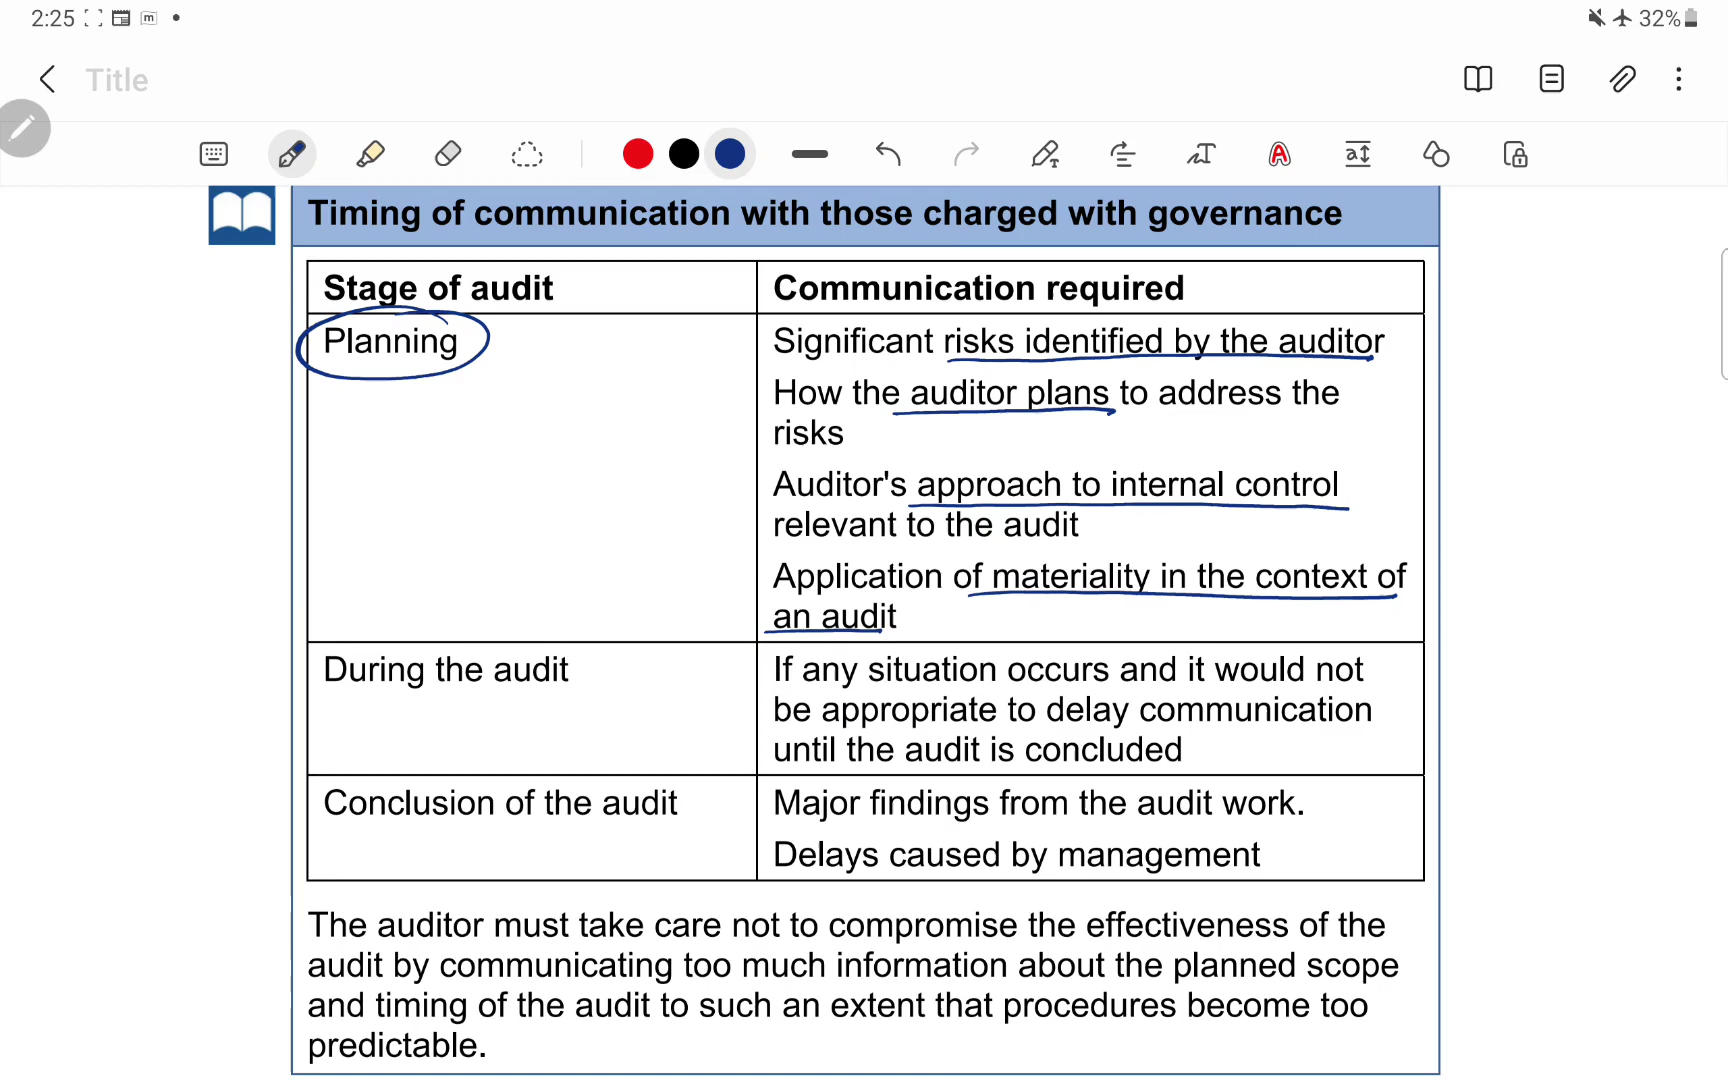 2:25
32%
Title
Timing of communication with those charged with governance
Stage of audit
Communication required
Planning
Significant risks identified by the auditor
How the auditor plans to address the
risks
Auditor's approach to internal control
relevant to the audit
Application of materiality in the context of
an audit
During the audit
If any situation occurs and it would not
be appropriate to delay communication
until the audit is concluded
Conclusion of the audit
Major findings from the audit work.
Delays caused by management
The auditor must take care not to compromise the effectiveness of the
audit by communicating too much information about the planned scope
and timing of the audit to such an extent that procedures become too
predictable.